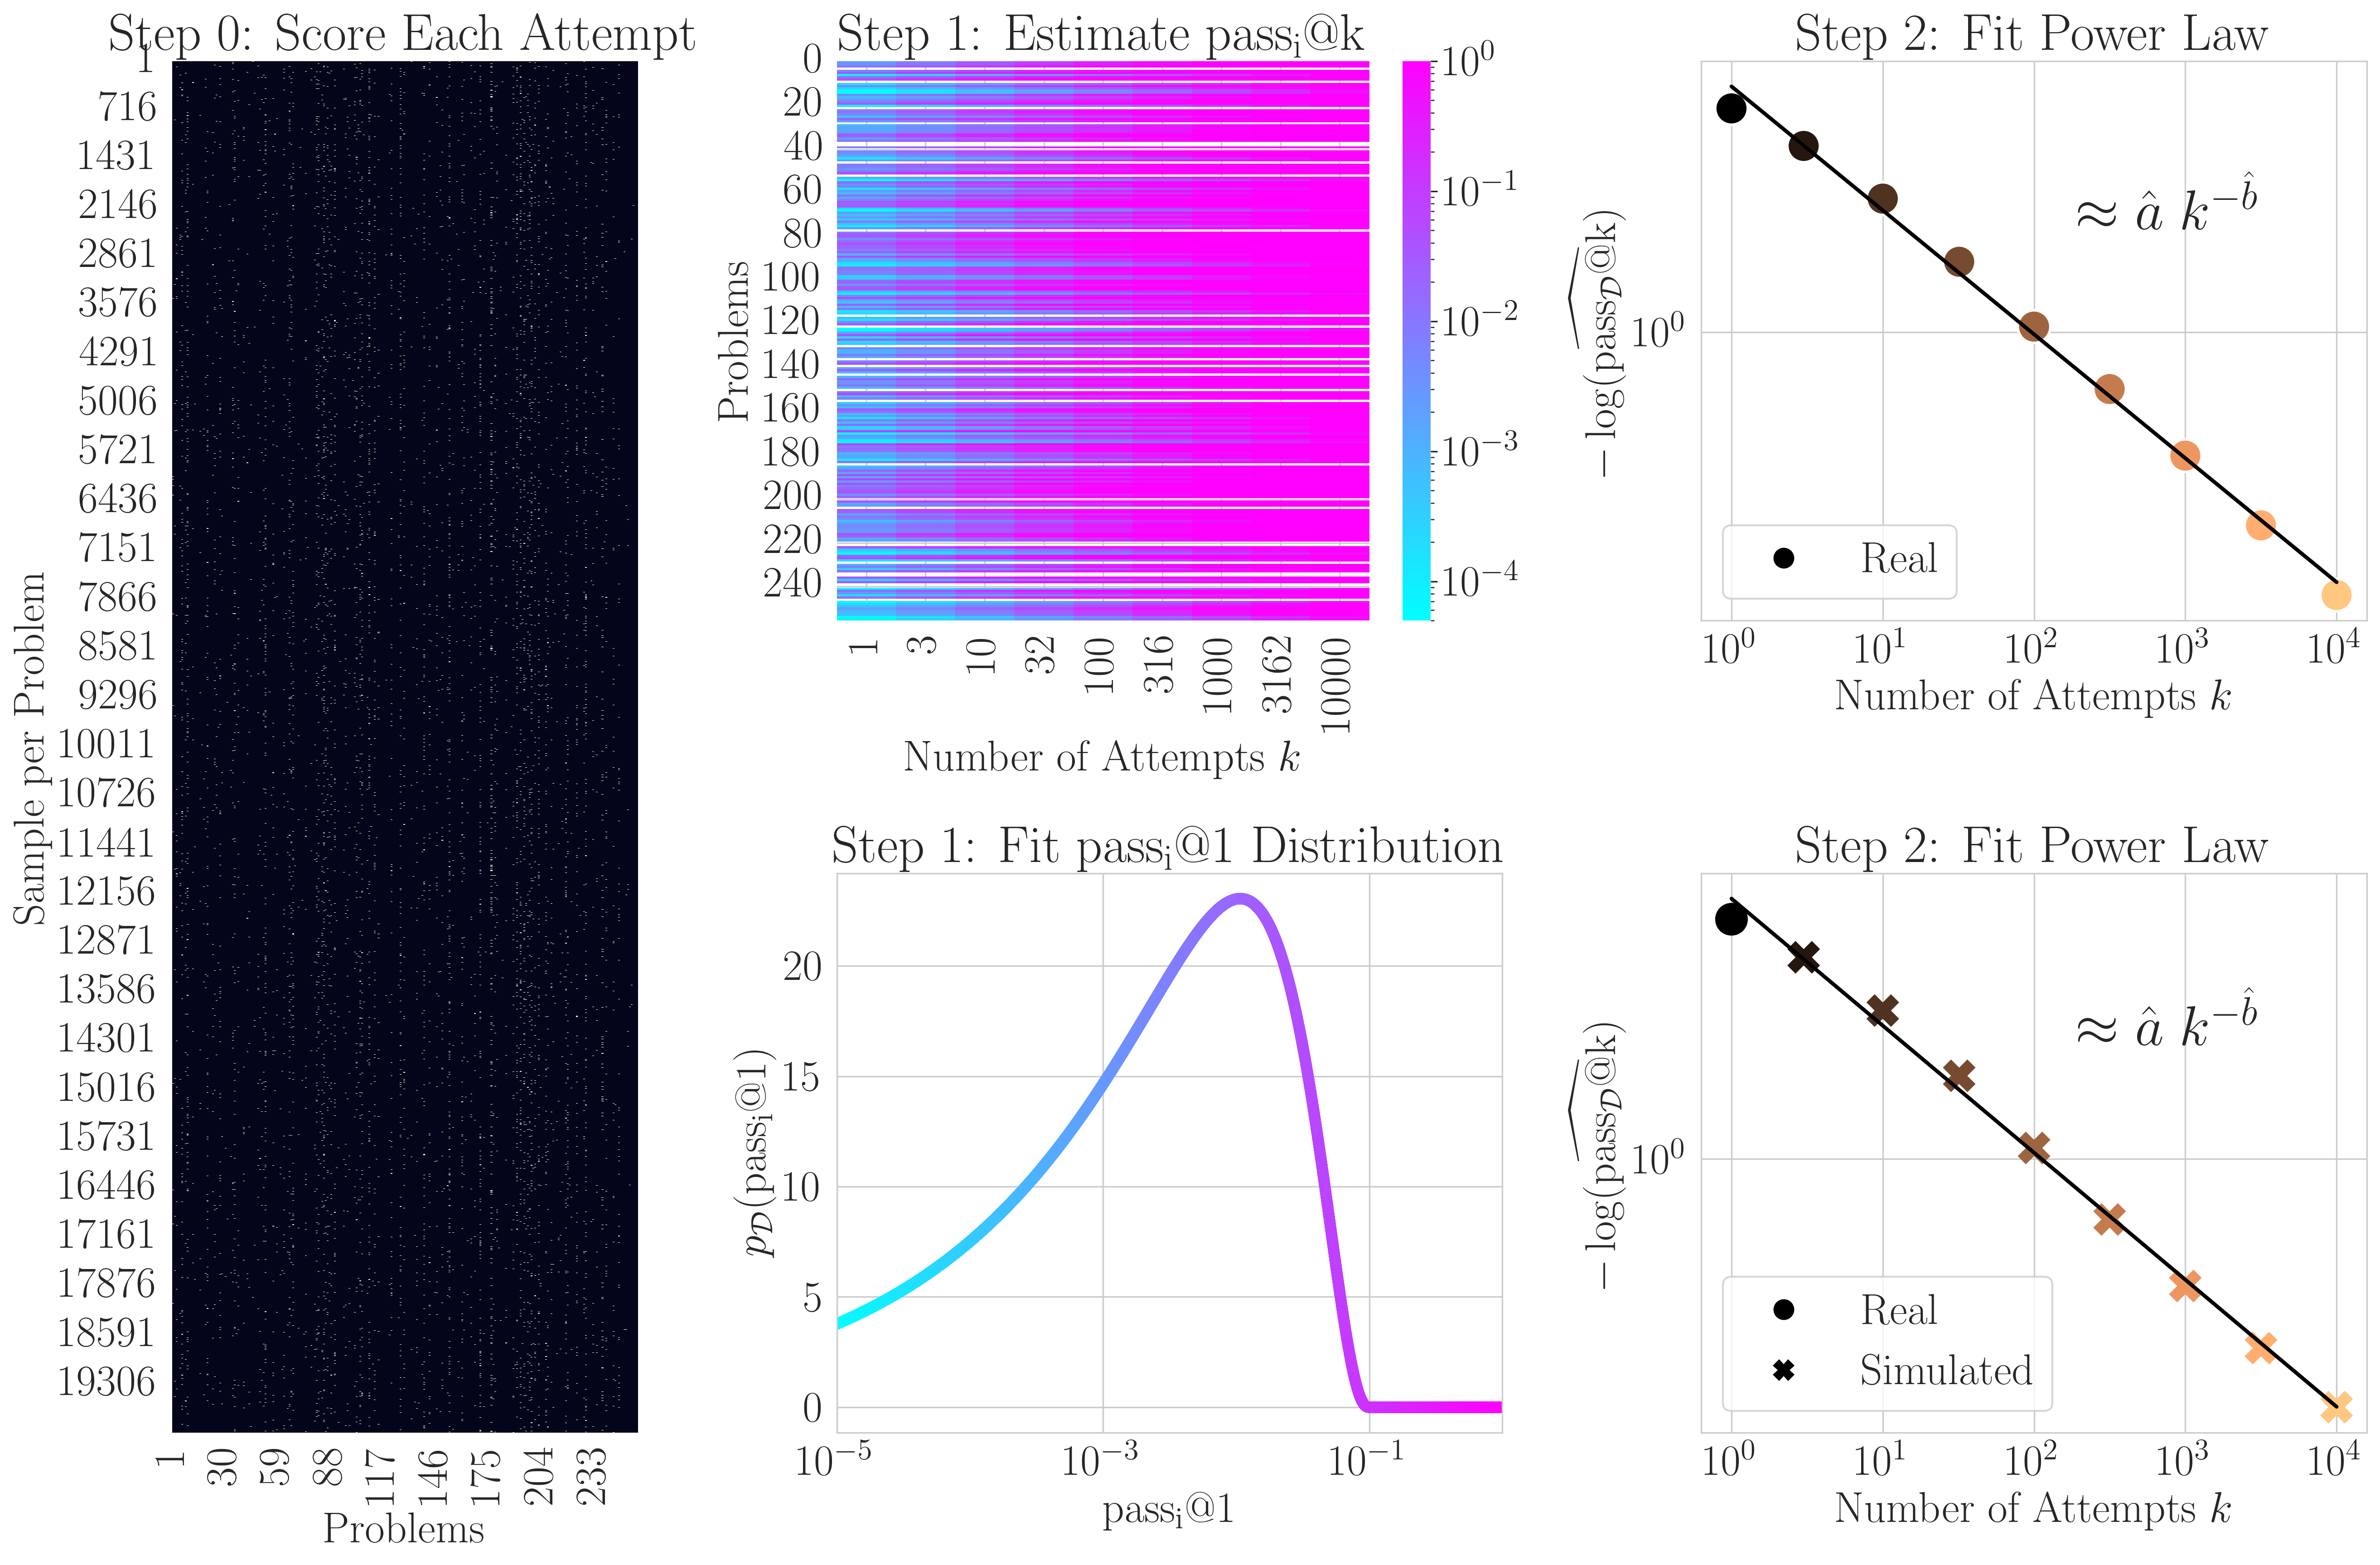 Step 0: Score Each Attempt
Sample per Problem
1
716
1431
2146
2861
3576
4291
5006
5721
6436
7151
7866
8581
9296
10011
10726
11441
12156
12871
13586
14301
15016
15731
16446
17161
17876
18591
19306
1 30 59 88 117 146 175 204 233
Problems
Step 1: Estimate passᵢ@k
Problems
0
20
40
60
80
100
120
140
160
180
200
220
240
1 3 10 32 100 316 1000 3162 10000
Number of Attempts k
10⁰
10⁻¹
10⁻²
10⁻³
10⁻⁴
Step 2: Fit Power Law
− log(pass_𝒟@k)
10⁰
≈ â k^{−b̂}
Real
10⁰ 10¹ 10² 10³ 10⁴
Number of Attempts k
Step 1: Fit passᵢ@1 Distribution
p_𝒟(passᵢ@1)
20
15
10
5
0
10⁻⁵ 10⁻³ 10⁻¹
passᵢ@1
Step 2: Fit Power Law
− log(pass_𝒟@k)
10⁰
≈ â k^{−b̂}
Real
Simulated
10⁰ 10¹ 10² 10³ 10⁴
Number of Attempts k